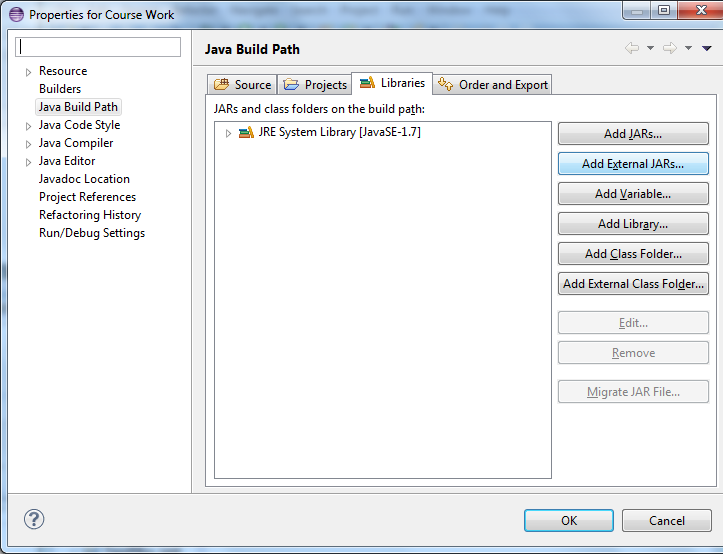 Properties for Course Work
Java Build Path
Resource
Builders
Java Build Path
Java Code Style
Java Compiler
Java Editor
Javadoc Location
Project References
Refactoring History
Run/Debug Settings
Source Projects Libraries Order and Export
JARs and class folders on the build path:
JRE System Library [JavaSE-1.7]
Add JARs...
Add External JARs...
Add Variable...
Add Library...
Add Class Folder...
Add External Class Folder...
Edit...
Remove
Migrate JAR File...
?
OK Cancel